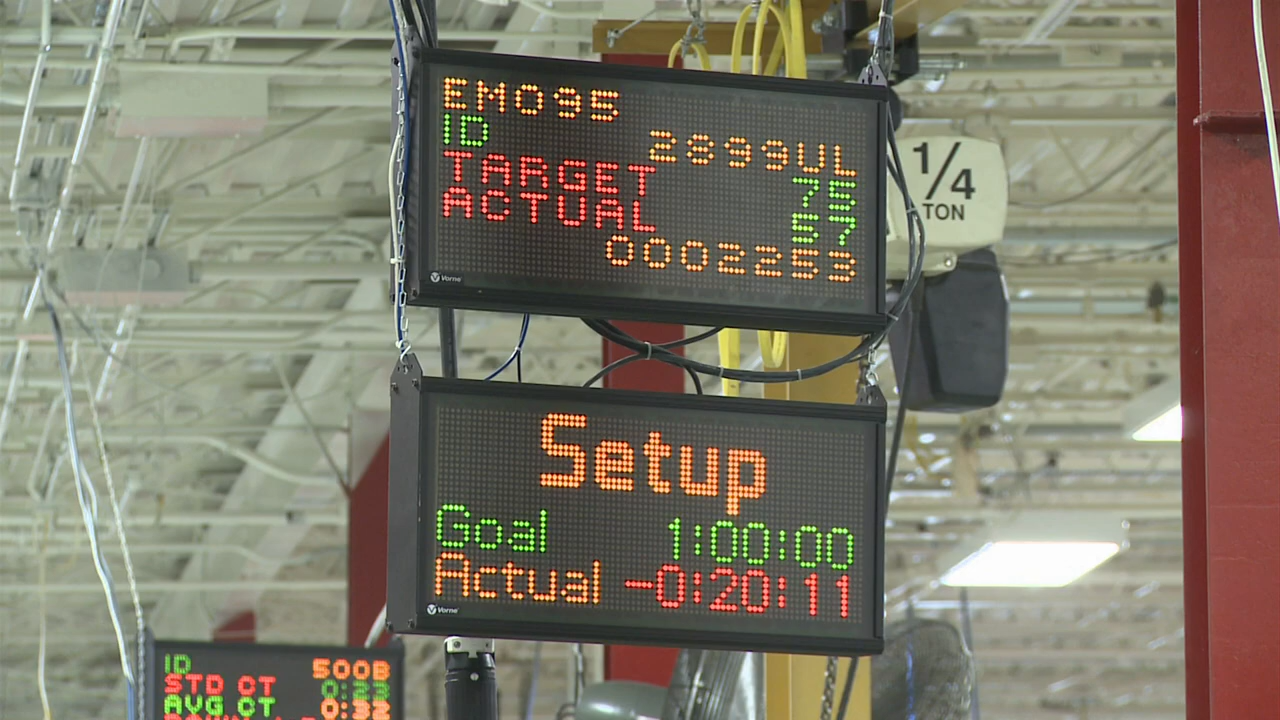 EM095
ID 2899UL
TARGET 75
ACTUAL 57
0002253
Vorne
1/4
TON
Setup
Goal 1:00:00
Actual -0:20:11
Vorne
ID 500B
STD CT 0:23
AVG CT 0:32